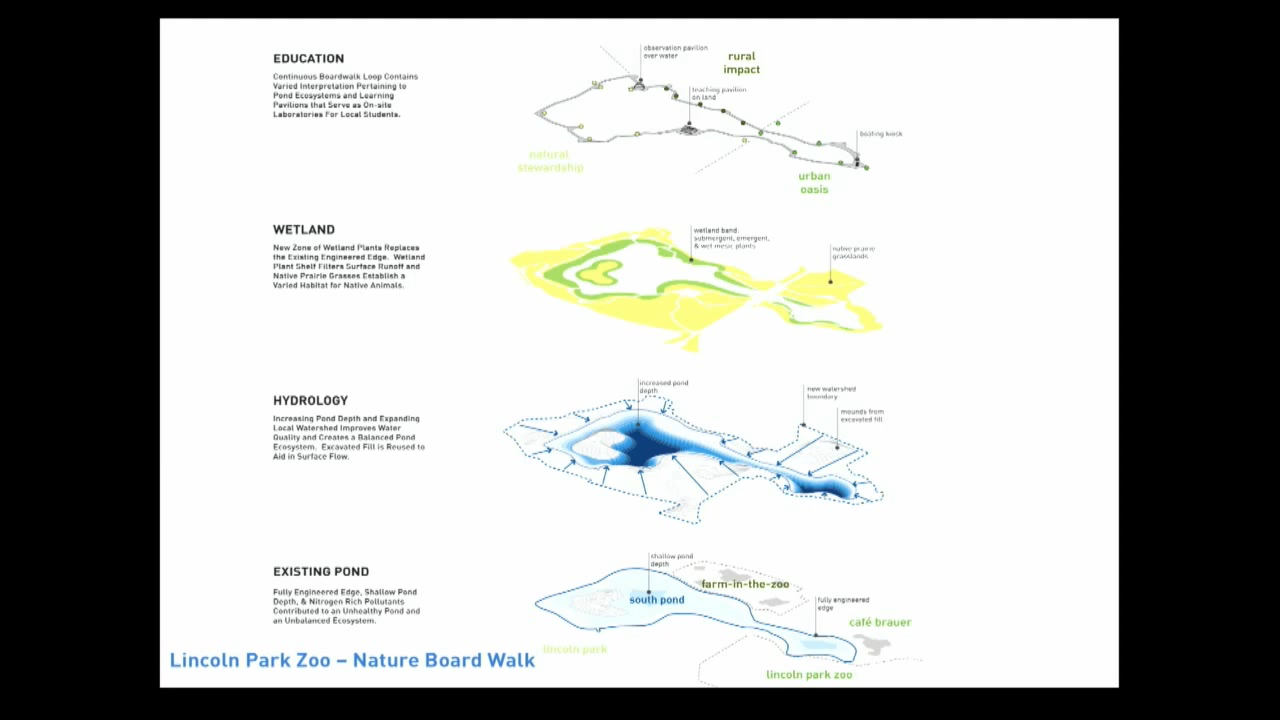 EDUCATION
Continuous Boardwalk Loop Contains
Varied Interpretation Pertaining to
Pond Ecosystems and Learning
Pavilions that Serve as On-site
Laboratories For Local Students.
observation pavilion
over water
rural
impact
teaching pavilion
on land
boating kiosk
natural
stewardship
urban
oasis
WETLAND
New Zone of Wetland Plants Replaces
the Existing Engineered Edge. Wetland
Plant Shelf Filters Surface Runoff and
Native Prairie Grasses Establish a
Varied Habitat for Native Animals.
wetland band:
submergent, emergent,
& wet mesic plants
native prairie
grasslands
HYDROLOGY
Increasing Pond Depth and Expanding
Local Watershed Improves Water
Quality and Creates a Balanced Pond
Ecosystem. Excavated Fill is Reused to
Aid in Surface Flow.
increased pond
depth
new watershed
boundary
mounds from
excavated fill
EXISTING POND
Fully Engineered Edge, Shallow Pond
Depth, & Nitrogen Rich Pollutants
Contributed to an Unhealthy Pond and
an Unbalanced Ecosystem.
shallow pond
depth
farm-in-the-zoo
south pond
fully engineered
edge
café brauer
lincoln park
lincoln park zoo
Lincoln Park Zoo – Nature Board Walk